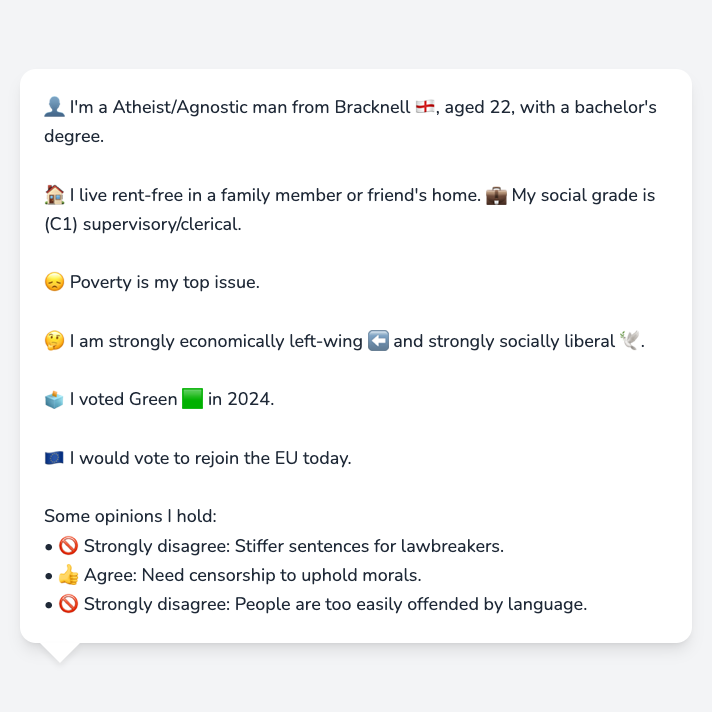 👤 I'm a Atheist/Agnostic man from Bracknell 🏴󠁧󠁢󠁥󠁮󠁧󠁿, aged 22, with a bachelor's
degree.
🏠 I live rent-free in a family member or friend's home. 💼 My social grade is
(C1) supervisory/clerical.
😞 Poverty is my top issue.
🤔 I am strongly economically left-wing ⬅️ and strongly socially liberal 🕊️.
🗳️ I voted Green 🟩 in 2024.
🇪🇺 I would vote to rejoin the EU today.
Some opinions I hold:
• 🚫 Strongly disagree: Stiffer sentences for lawbreakers.
• 👍 Agree: Need censorship to uphold morals.
• 🚫 Strongly disagree: People are too easily offended by language.